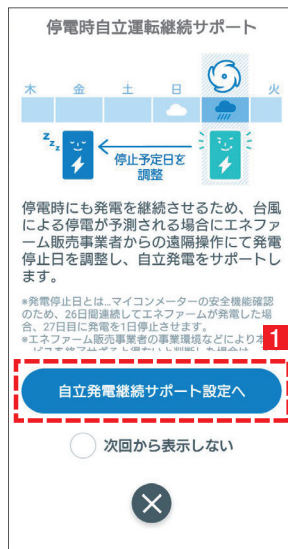 停電時自立運転継続サポート
木 金 土 日 火
zzz
停止予定日を
調整
停電時にも発電を継続させるため、台風
による停電が予測される場合にエネファ
ーム販売事業者からの遠隔操作にて発電
停止日を調整し、自立発電をサポートし
ます。
※発電停止日とは…マイコンメーターの安全機能確認
のため、26日間連続してエネファームが発電した場
合、27日目に発電を1日停止させます。
※エネファーム販売事業者の事業環境などにより本
1
自立発電継続サポート設定へ
次回から表示しない